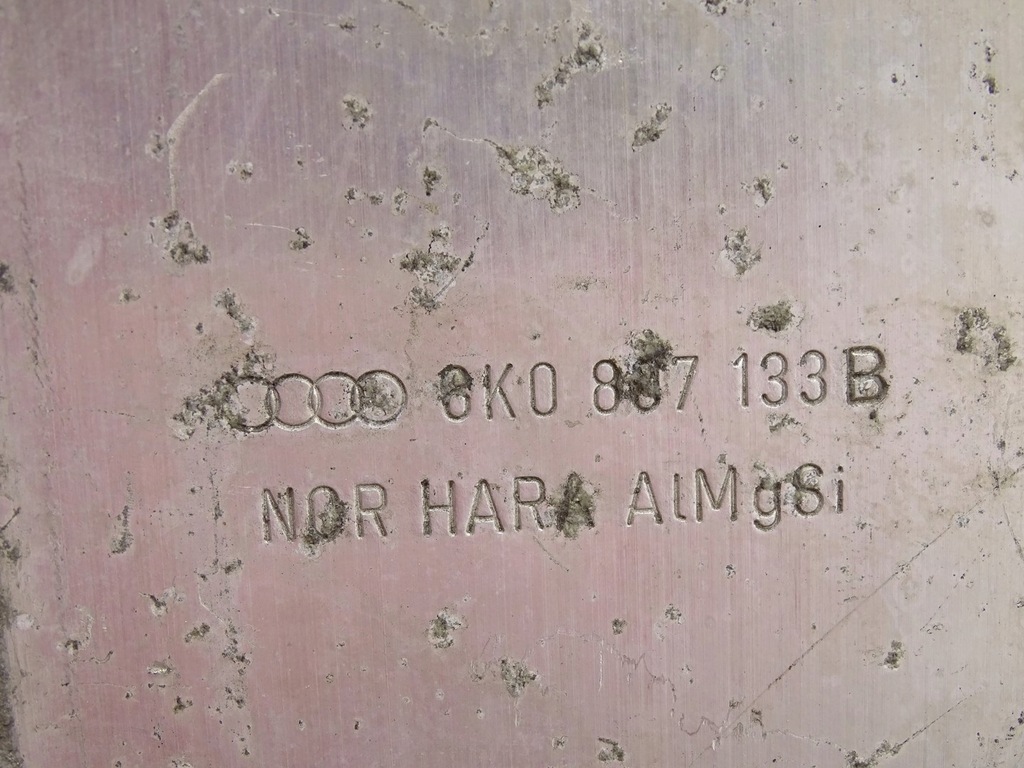 8K0 807 133 B
NOR HARA AlMgSi